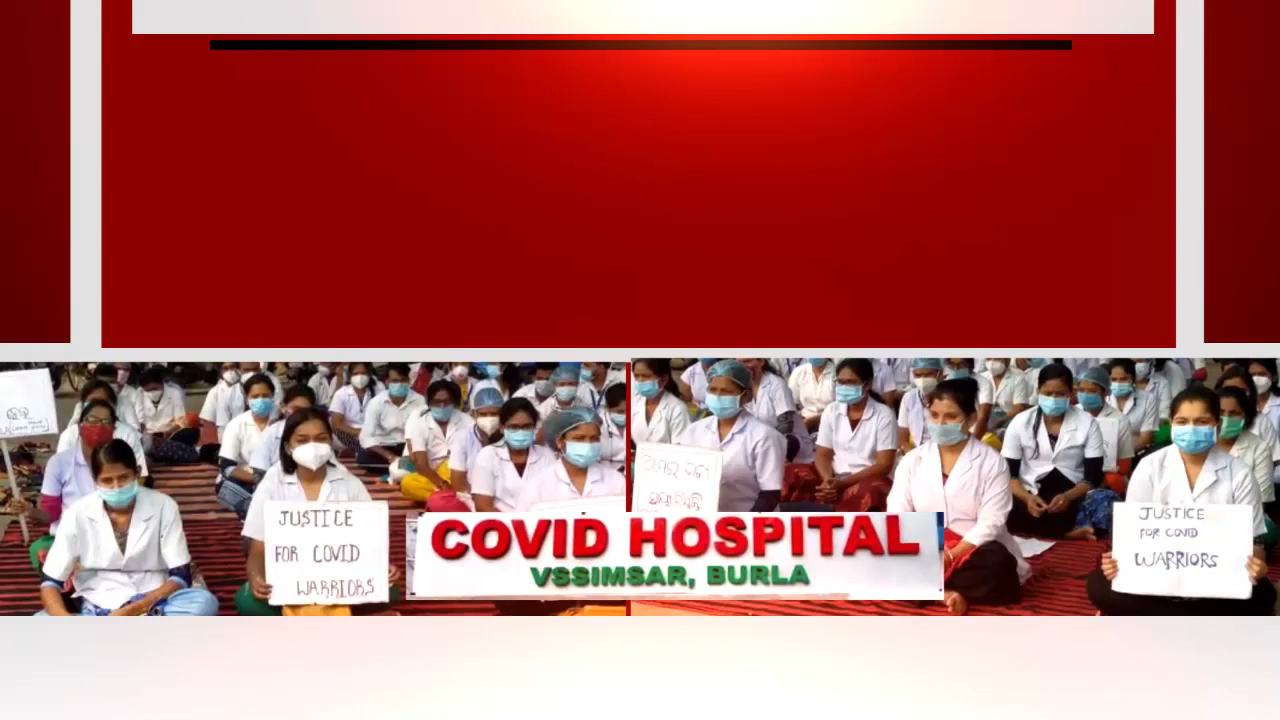 JUSTICE
FOR COVID
WARRIORS
COVID HOSPITAL
VSSIMSAR, BURLA
JUSTICE
FOR COVID
WARRIORS